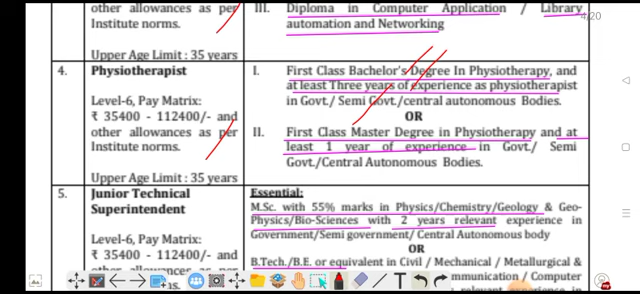 other allowances as per
Institute norms.
Upper Age Limit : 35 years
III. Diploma in Computer Application / Library
automation and Networking
4/20
4. Physiotherapist
Level-6, Pay Matrix:
₹ 35400 - 112400/- and
other allowances as per
Institute norms.
Upper Age Limit : 35 years
I. First Class Bachelor's Degree In Physiotherapy, and
at least Three years of experience as physiotherapist
in Govt./ Semi Govt./central autonomous Bodies.
OR
II. First Class Master Degree in Physiotherapy and at
least 1 year of experience in Govt./ Semi
Govt./Central Autonomous Bodies.
5. Junior Technical
Superintendent
Level-6, Pay Matrix:
₹ 35400 - 112400/- and
Essential:
M.Sc. with 55% marks in Physics/Chemistry/Geology & Geo-
Physics/Bio-Sciences with 2 years relevant experience in
Government/Semi government/ Central Autonomous body
OR
B.Tech./B.E. or equivalent in Civil / Mechanical / Metallurgical &
mmunication / Computer